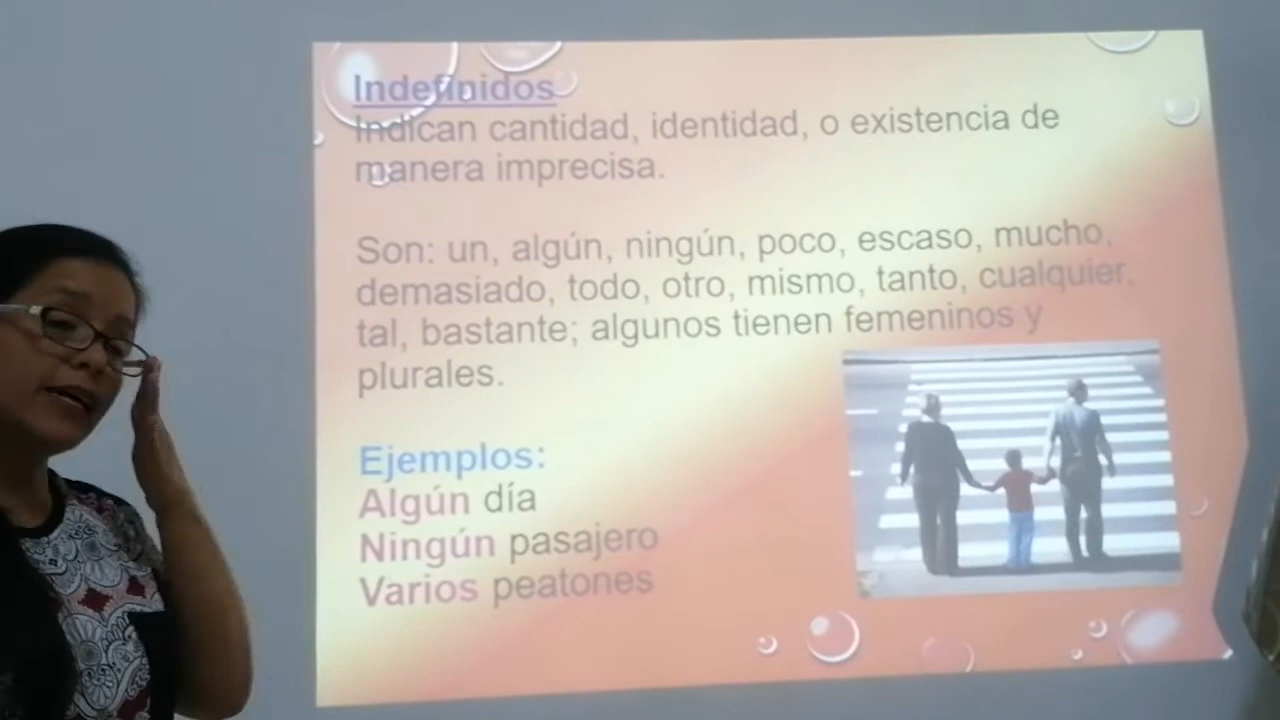 Indefinidos
Indican cantidad, identidad, o existencia de
manera imprecisa.
Son: un, algún, ningún, poco, escaso, mucho,
demasiado, todo, otro, mismo, tanto, cualquier,
tal, bastante; algunos tienen femeninos y
plurales.
Ejemplos:
Algún día
Ningún pasajero
Varios peatones